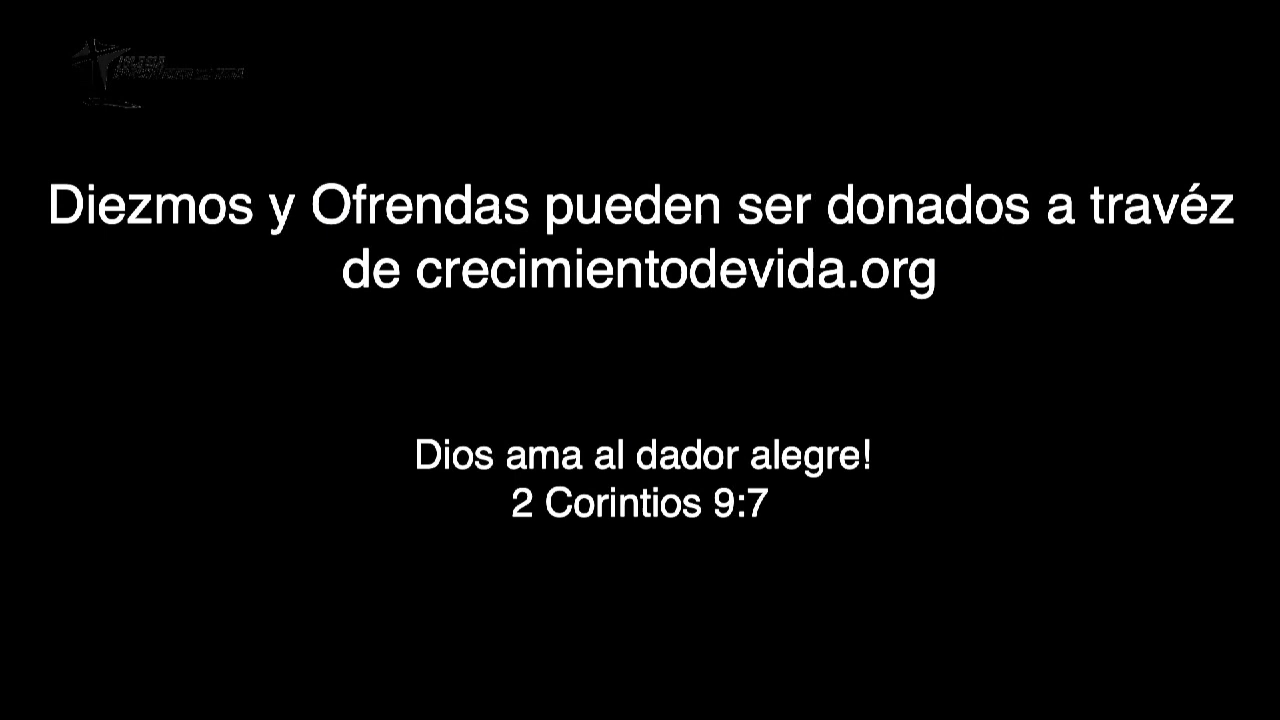 Diezmos y Ofrendas pueden ser donados a travéz
de crecimientodevida.org
Dios ama al dador alegre!
2 Corintios 9:7